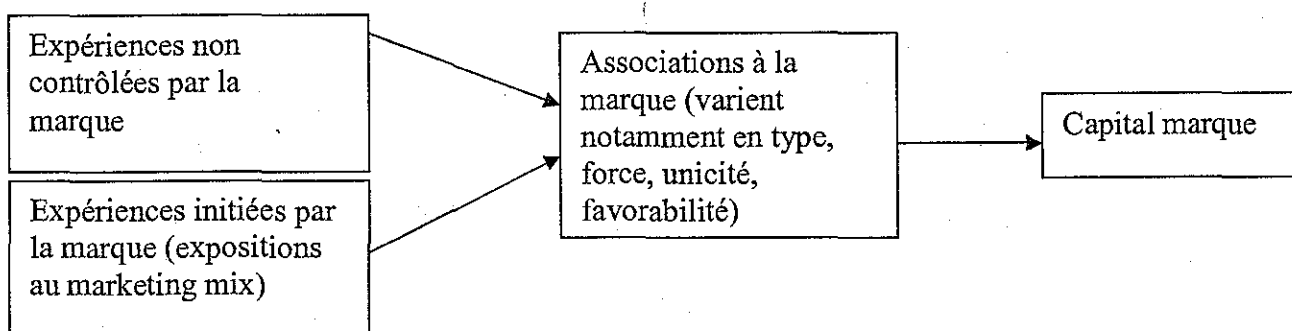 Expériences non
contrôlées par la
marque
Expériences initiées par
la marque (expositions
au marketing mix)
Associations à la
marque (varient
notamment en type,
force, unicité,
favorabilité)
Capital marque